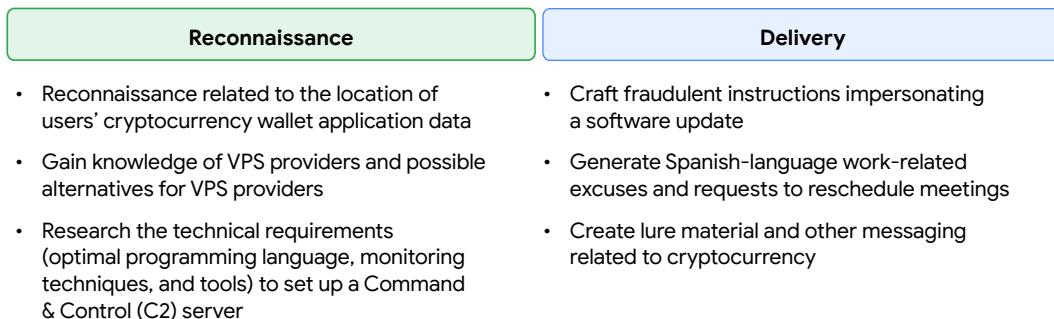 Reconnaissance
• Reconnaissance related to the location of
users’ cryptocurrency wallet application data
• Gain knowledge of VPS providers and possible
alternatives for VPS providers
• Research the technical requirements
(optimal programming language, monitoring
techniques, and tools) to set up a Command
& Control (C2) server
Delivery
• Craft fraudulent instructions impersonating
a software update
• Generate Spanish-language work-related
excuses and requests to reschedule meetings
• Create lure material and other messaging
related to cryptocurrency